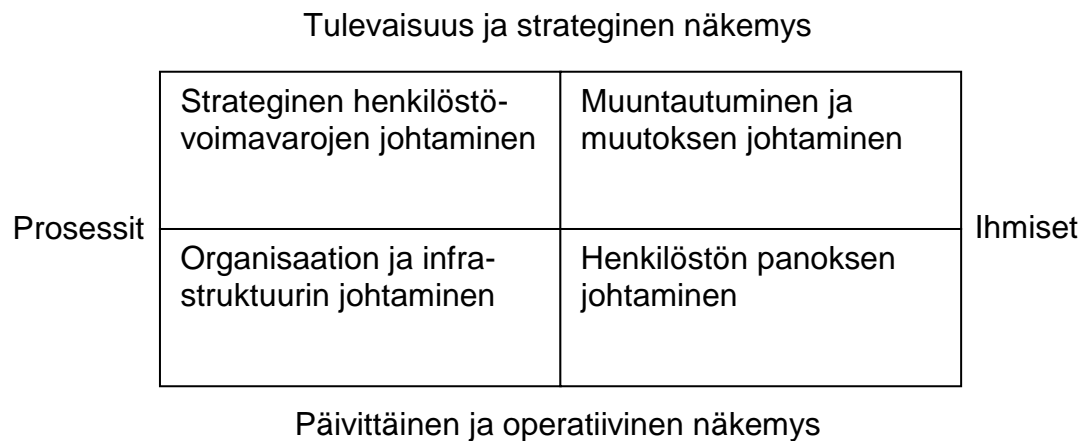 Tulevaisuus ja strateginen näkemys
Strateginen henkilöstö-
voimavarojen johtaminen
Muuntautuminen ja
muutoksen johtaminen
Prosessit
Ihmiset
Organisaation ja infra-
struktuurin johtaminen
Henkilöstön panoksen
johtaminen
Päivittäinen ja operatiivinen näkemys